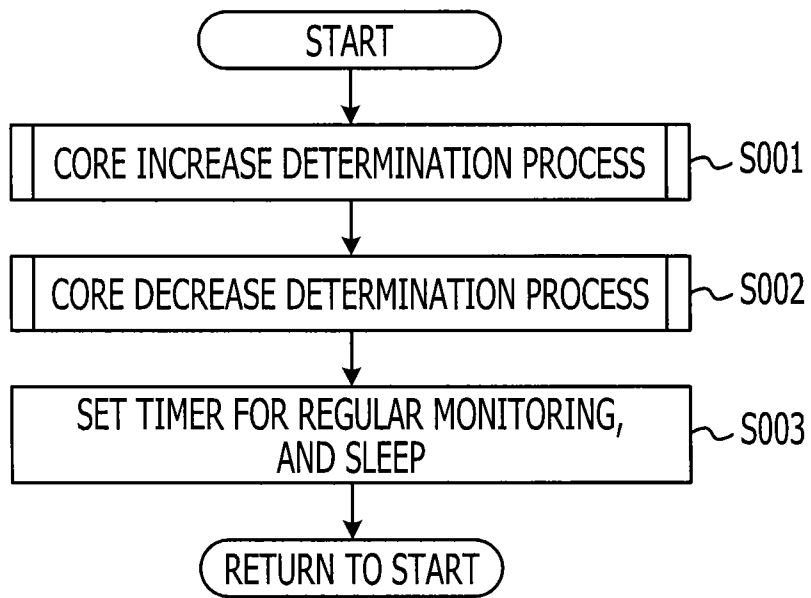 START
CORE INCREASE DETERMINATION PROCESS
S001
CORE DECREASE DETERMINATION PROCESS
S002
SET TIMER FOR REGULAR MONITORING,
AND SLEEP
S003
RETURN TO START